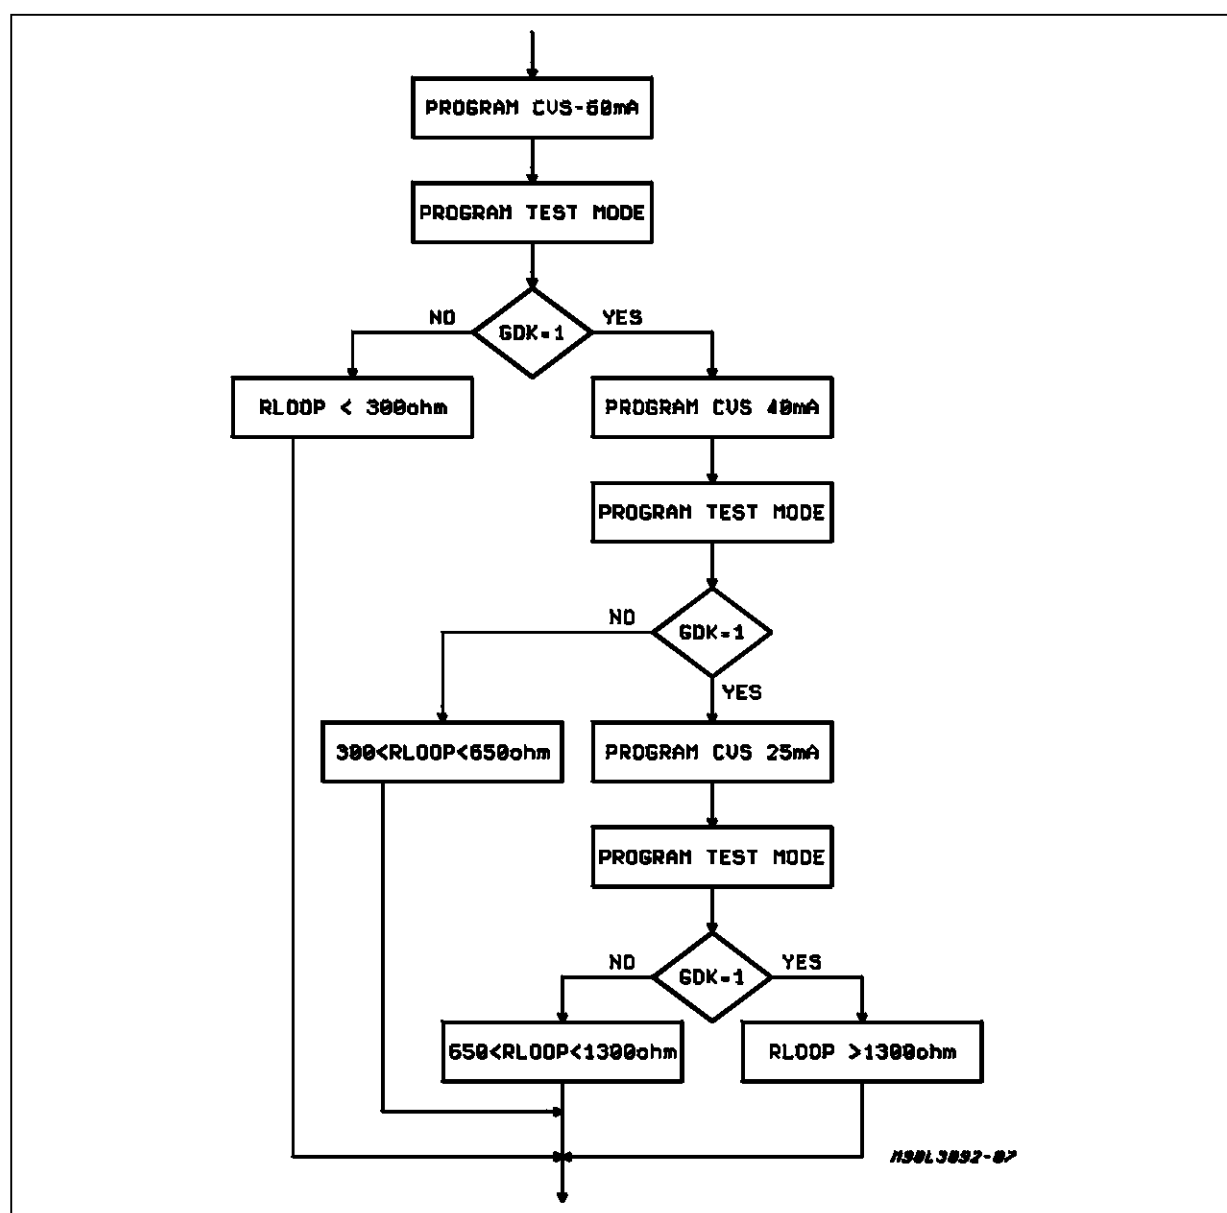 PROGRAM CVS-60mA
PROGRAM TEST MODE
NO
GDK=1
YES
RLOOP < 300ohm
PROGRAM CVS 40mA
PROGRAM TEST MODE
NO
GDK=1
YES
300<RLOOP<650ohm
PROGRAM CVS 25mA
PROGRAM TEST MODE
NO
GDK=1
YES
650<RLOOP<1300ohm
RLOOP >1300ohm
M90L3092-07